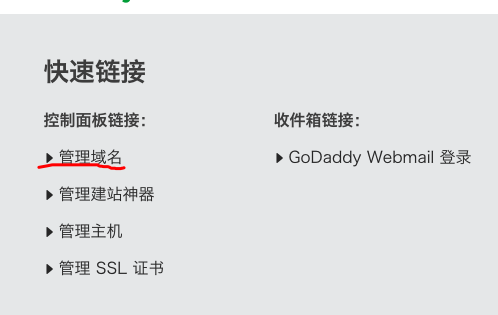 快速链接
控制面板链接：
管理域名
管理建站神器
管理主机
管理 SSL 证书
收件箱链接：
GoDaddy Webmail 登录